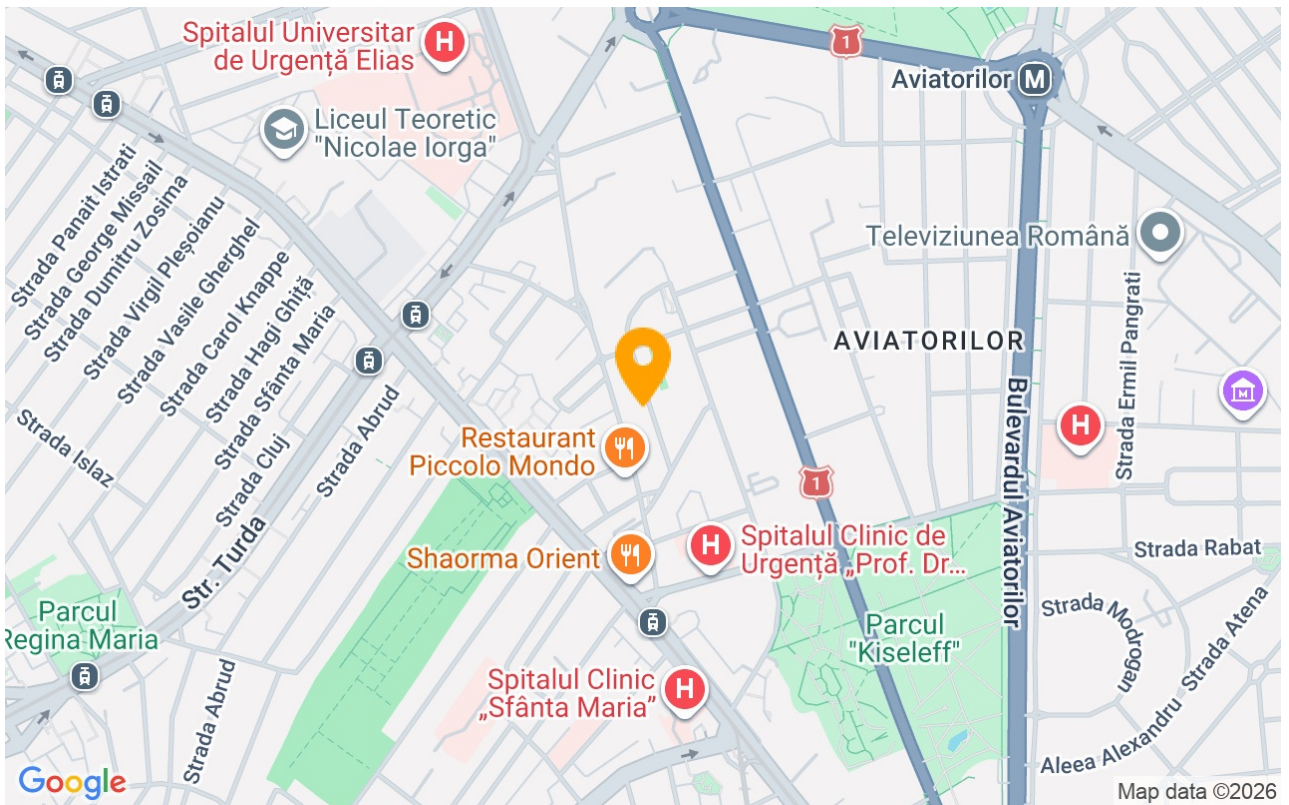 Spitalul Universitar
de Urgență Elias
1
Aviatorilor
M
H
Liceul Teoretic
"Nicolae Iorga"
Strada Panait Istrati
Strada George Missail
Strada Dumitru Zosima
Strada Virgil Pleșoianu
Strada Vasile Gherghel
Strada Carol Knappe
Strada Hagi Ghiță
Strada Sfânta Maria
Strada Cluj
Strada Abrud
Strada Islaz
Str. Turda
Televiziunea Română
AVIATORILOR
Bulevardul Aviatorilor
Strada Ermil Pangrati
M
H
Restaurant
Piccolo Mondo
1
Shaorma Orient
H
Spitalul Clinic de
Urgență „Prof. Dr...
Strada Rabat
Strada Modrogan
Strada Atena
Aleea Alexandru
Parcul
Regina Maria
Parcul
"Kiseleff"
Strada Abrud
Spitalul Clinic
„Sfânta Maria”
H
Google
Map data ©2026